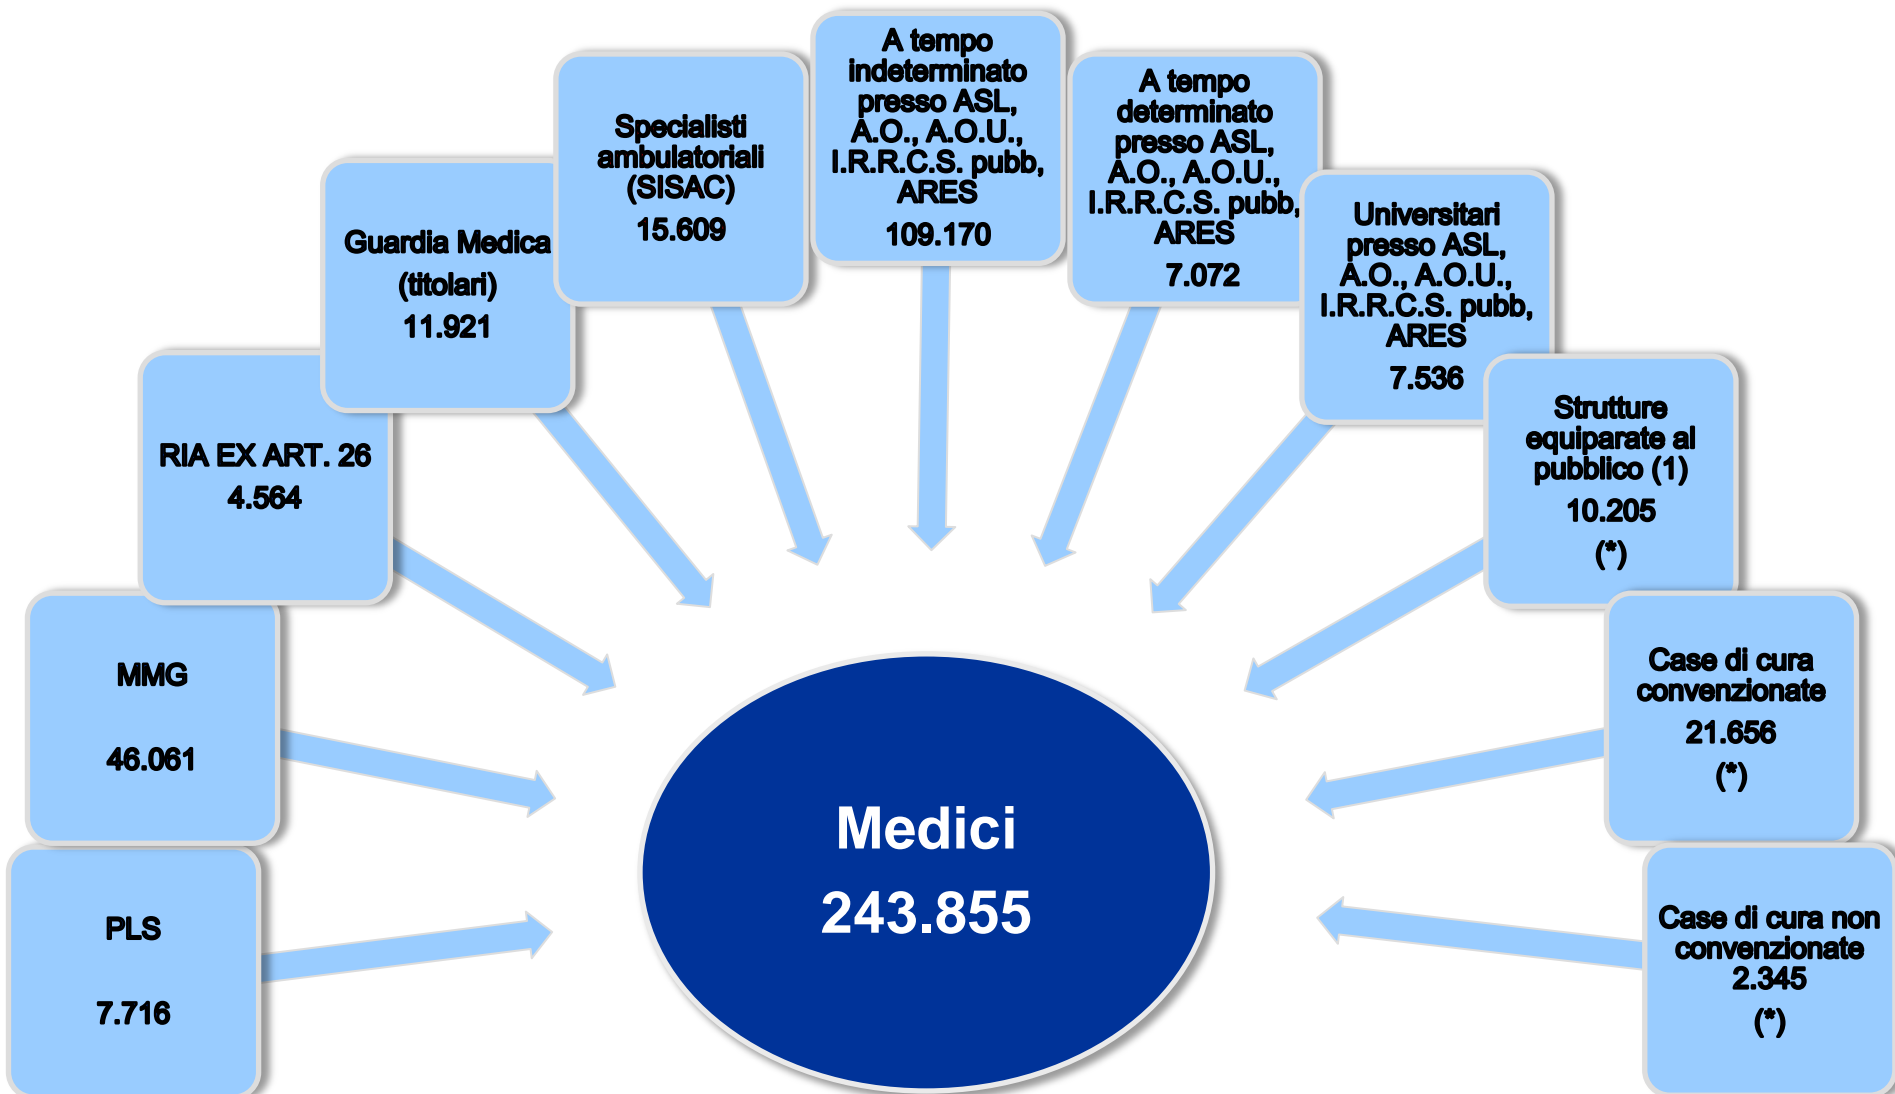 PLS
7.716
MMG
46.061
RIA EX ART. 26
4.564
Guardia Medica
(titolari)
11.921
Specialisti
ambulatoriali
(SISAC)
15.609
A tempo
indeterminato
presso ASL,
A.O., A.O.U.,
I.R.R.C.S. pubb,
ARES
109.170
A tempo
determinato
presso ASL,
A.O., A.O.U.,
I.R.R.C.S. pubb,
ARES
7.072
Universitari
presso ASL,
A.O., A.O.U.,
I.R.R.C.S. pubb,
ARES
7.536
Strutture
equiparate al
pubblico (1)
10.205
(*)
Case di cura
convenzionate
21.656
(*)
Case di cura non
convenzionate
2.345
(*)
Medici
243.855